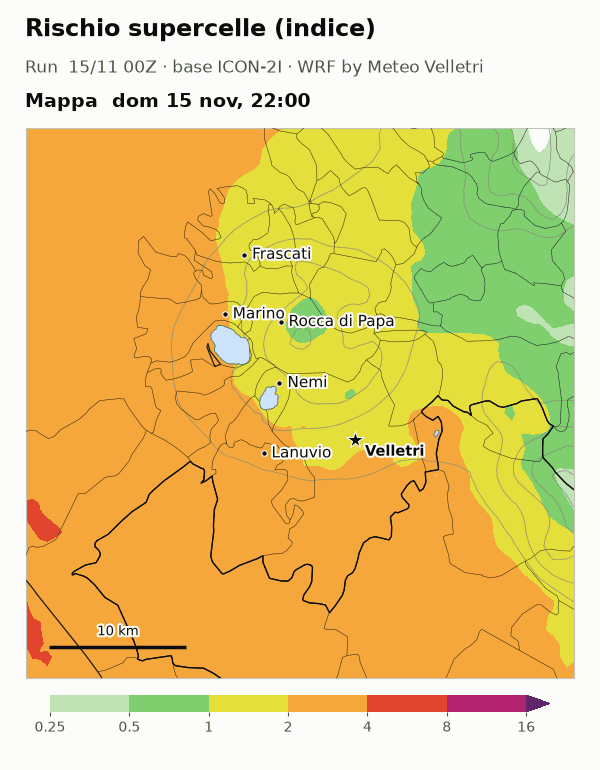 Rischio supercelle (indice)
Run  15/11 00Z · base ICON-2I · WRF by Meteo Velletri
Mappa  dom 15 nov, 22:00
Frascati
Marino
Rocca di Papa
Nemi
Velletri
Lanuvio
10 km
0.25 0.5 1 2 4 8 16